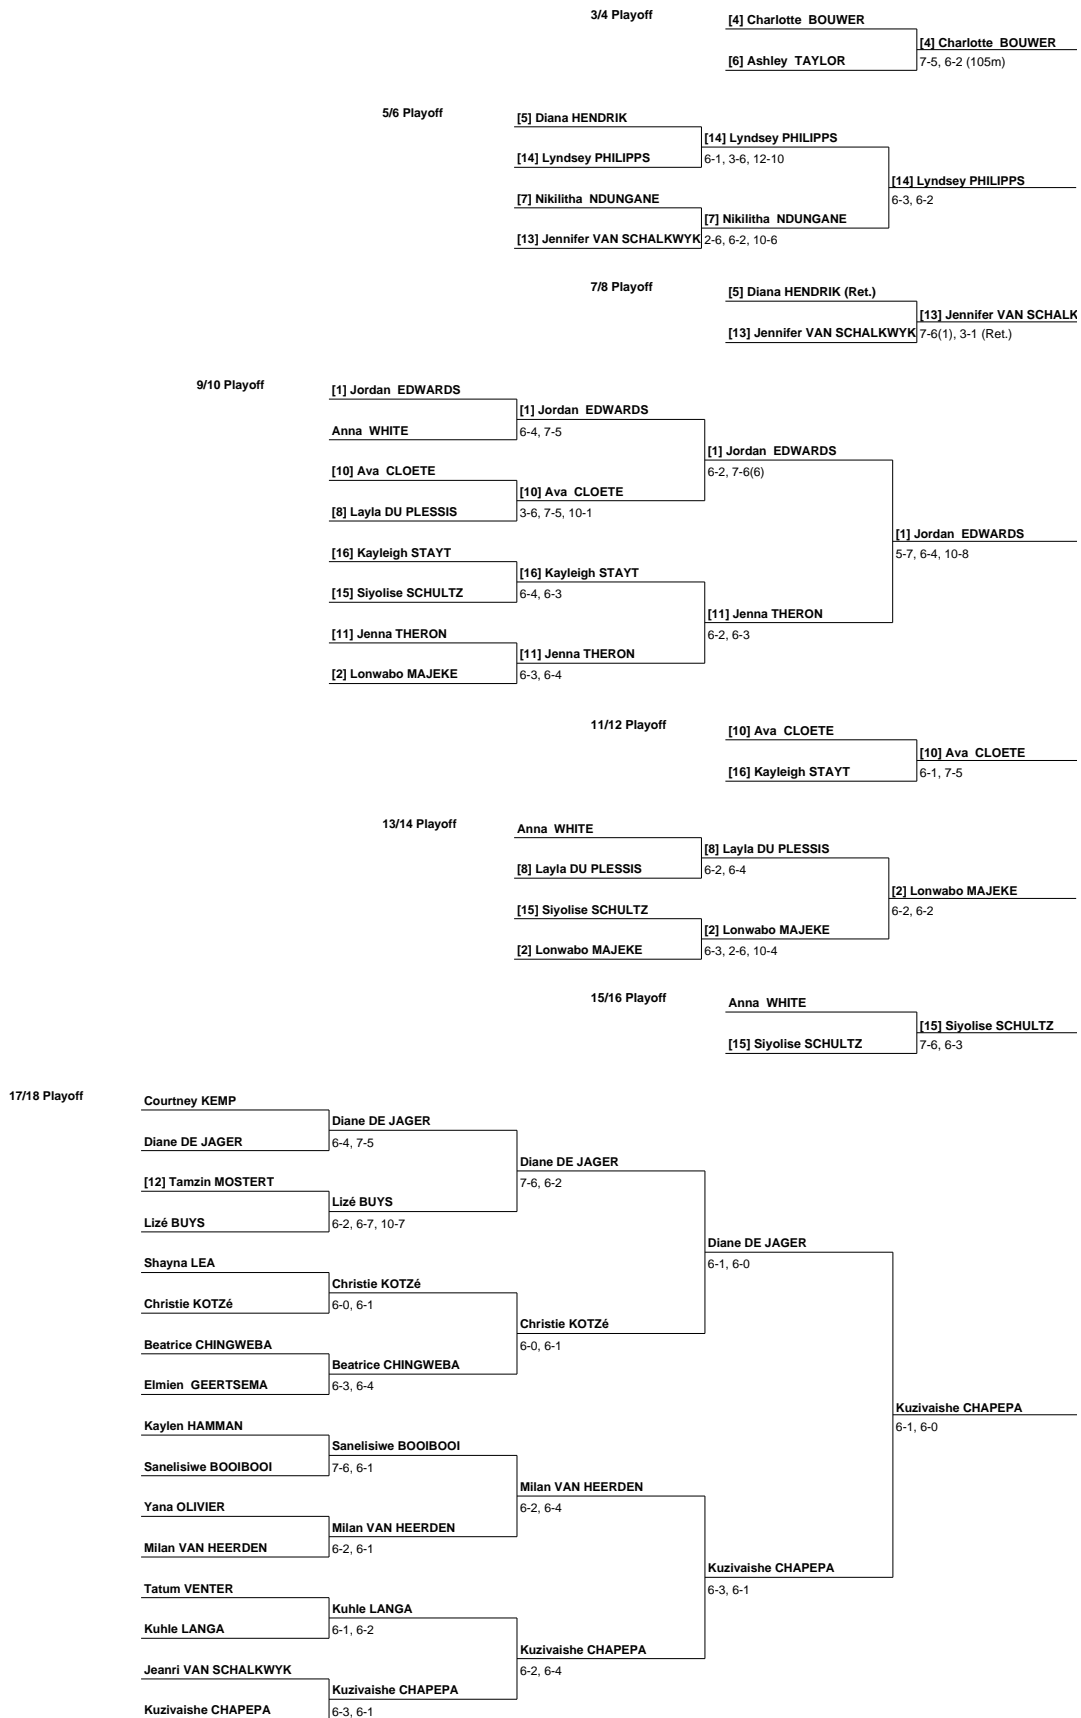 3/4 Playoff
[4] Charlotte BOUWER
[4] Charlotte BOUWER
[6] Ashley TAYLOR
7-5, 6-2 (105m)
5/6 Playoff
[5] Diana HENDRIK
[14] Lyndsey PHILIPPS
[14] Lyndsey PHILIPPS
6-1, 3-6, 12-10
[14] Lyndsey PHILIPPS
[7] Nikilitha NDUNGANE
6-3, 6-2
[7] Nikilitha NDUNGANE
[13] Jennifer VAN SCHALKWYK
2-6, 6-2, 10-6
7/8 Playoff
[5] Diana HENDRIK (Ret.)
[13] Jennifer VAN SCHALK
[13] Jennifer VAN SCHALKWYK
7-6(1), 3-1 (Ret.)
9/10 Playoff
[1] Jordan EDWARDS
[1] Jordan EDWARDS
Anna WHITE
6-4, 7-5
[1] Jordan EDWARDS
[10] Ava CLOETE
6-2, 7-6(6)
[10] Ava CLOETE
[8] Layla DU PLESSIS
3-6, 7-5, 10-1
[1] Jordan EDWARDS
[16] Kayleigh STAYT
5-7, 6-4, 10-8
[16] Kayleigh STAYT
[15] Siyolise SCHULTZ
6-4, 6-3
[11] Jenna THERON
[11] Jenna THERON
6-2, 6-3
[11] Jenna THERON
[2] Lonwabo MAJEKE
6-3, 6-4
11/12 Playoff
[10] Ava CLOETE
[10] Ava CLOETE
[16] Kayleigh STAYT
6-1, 7-5
13/14 Playoff
Anna WHITE
[8] Layla DU PLESSIS
[8] Layla DU PLESSIS
6-2, 6-4
[2] Lonwabo MAJEKE
[15] Siyolise SCHULTZ
6-2, 6-2
[2] Lonwabo MAJEKE
[2] Lonwabo MAJEKE
6-3, 2-6, 10-4
15/16 Playoff
Anna WHITE
[15] Siyolise SCHULTZ
[15] Siyolise SCHULTZ
7-6, 6-3
17/18 Playoff
Courtney KEMP
Diane DE JAGER
Diane DE JAGER
6-4, 7-5
Diane DE JAGER
[12] Tamzin MOSTERT
7-6, 6-2
Lizé BUYS
Lizé BUYS
6-2, 6-7, 10-7
Diane DE JAGER
Shayna LEA
6-1, 6-0
Christie KOTZé
Christie KOTZé
6-0, 6-1
Christie KOTZé
Beatrice CHINGWEBA
6-0, 6-1
Beatrice CHINGWEBA
Elmien GEERTSEMA
6-3, 6-4
Kuzivaishe CHAPEPA
Kaylen HAMMAN
6-1, 6-0
Sanelisiwe BOOIBOOI
Sanelisiwe BOOIBOOI
7-6, 6-1
Milan VAN HEERDEN
Yana OLIVIER
6-2, 6-4
Milan VAN HEERDEN
Milan VAN HEERDEN
6-2, 6-1
Kuzivaishe CHAPEPA
Tatum VENTER
6-3, 6-1
Kuhle LANGA
Kuhle LANGA
6-1, 6-2
Kuzivaishe CHAPEPA
Jeanri VAN SCHALKWYK
6-2, 6-4
Kuzivaishe CHAPEPA
Kuzivaishe CHAPEPA
6-3, 6-1